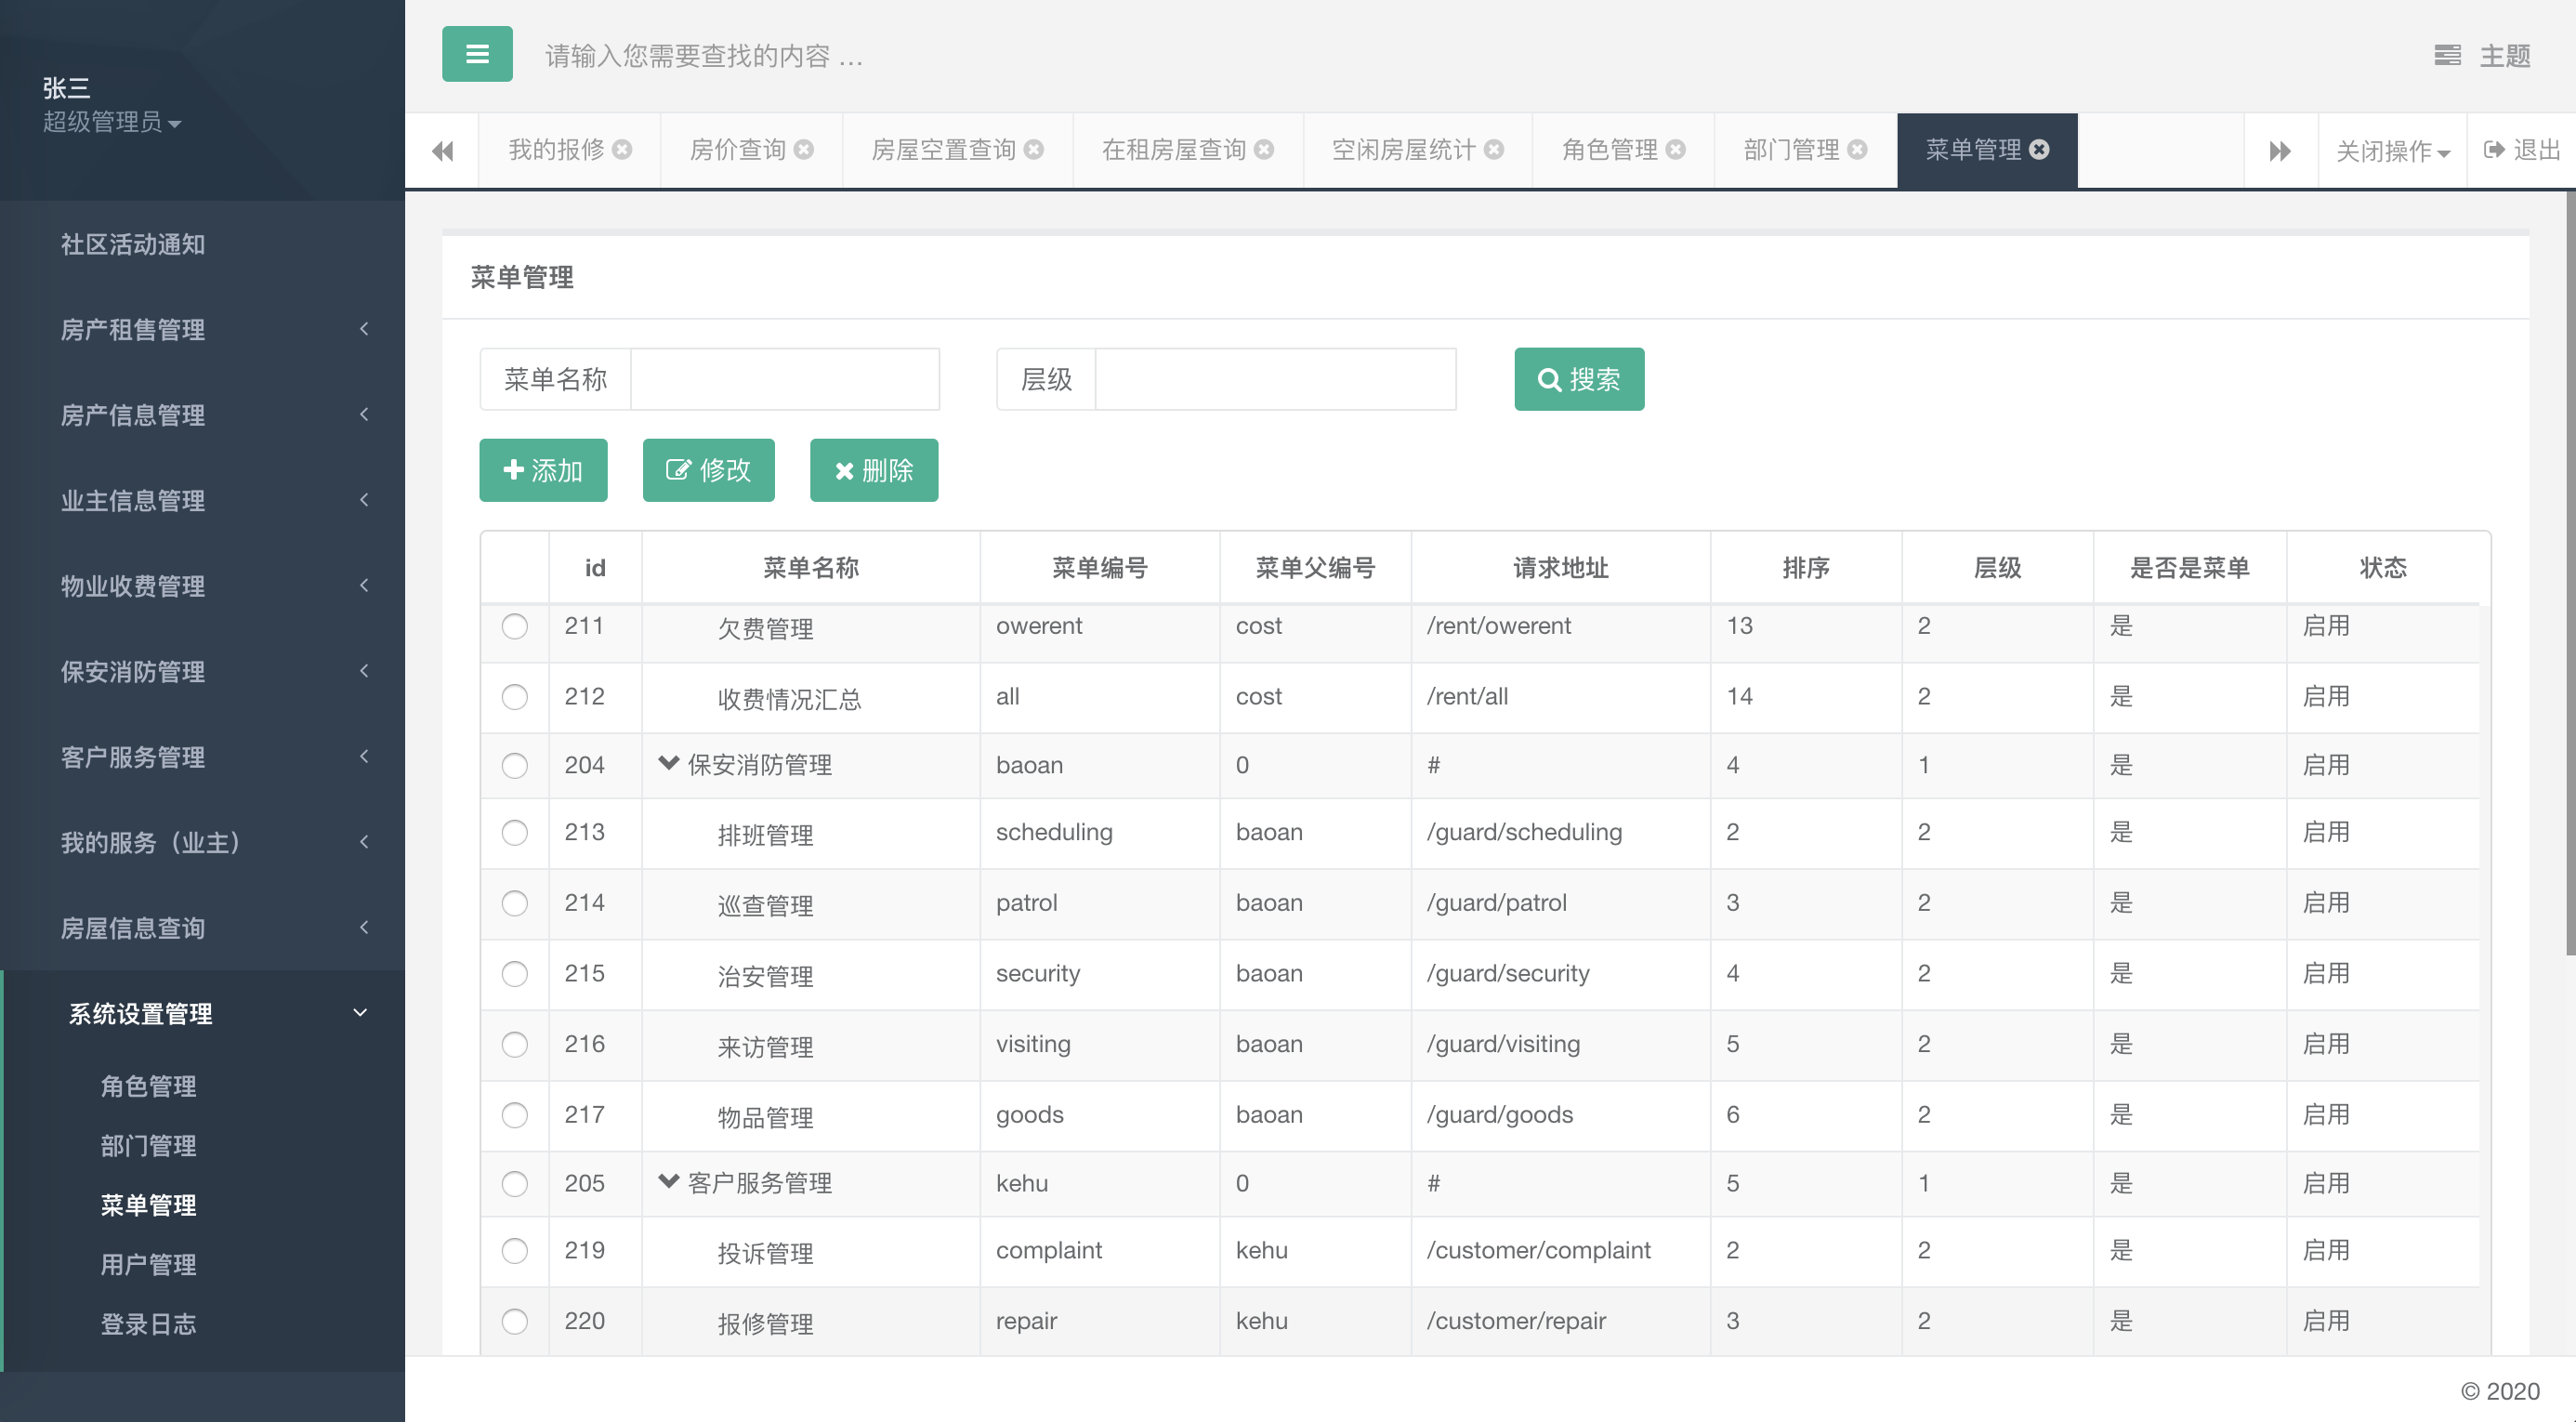 张三
超级管理员
社区活动通知
房产租售管理
房产信息管理
业主信息管理
物业收费管理
保安消防管理
客户服务管理
我的服务（业主）
房屋信息查询
系统设置管理
角色管理
部门管理
菜单管理
用户管理
登录日志
请输入您需要查找的内容 …
主题
我的报修 房价查询 房屋空置查询 在租房屋查询 空闲房屋统计 角色管理 部门管理 菜单管理 关闭操作 退出
菜单管理
菜单名称 层级 搜索
添加 修改 删除
id 菜单名称 菜单编号 菜单父编号 请求地址 排序 层级 是否是菜单 状态
211 欠费管理 owerent cost /rent/owerent 13 2 是 启用
212 收费情况汇总 all cost /rent/all 14 2 是 启用
204 保安消防管理 baoan 0 # 4 1 是 启用
213 排班管理 scheduling baoan /guard/scheduling 2 2 是 启用
214 巡查管理 patrol baoan /guard/patrol 3 2 是 启用
215 治安管理 security baoan /guard/security 4 2 是 启用
216 来访管理 visiting baoan /guard/visiting 5 2 是 启用
217 物品管理 goods baoan /guard/goods 6 2 是 启用
205 客户服务管理 kehu 0 # 5 1 是 启用
219 投诉管理 complaint kehu /customer/complaint 2 2 是 启用
220 报修管理 repair kehu /customer/repair 3 2 是 启用
© 2020